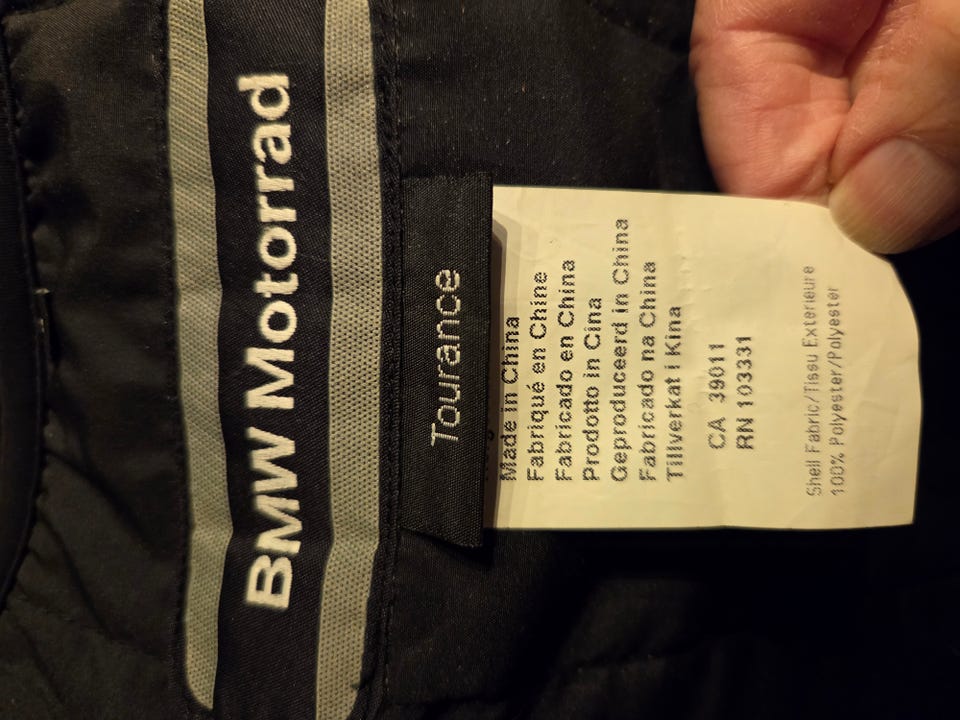 BMW Motorrad
Tourance
Made in China
Fabriqué en Chine
Fabricado en China
Prodotto in Cina
Geproduceerd in China
Fabricado na China
Tillverkat i Kina
CA 39011
RN 103331
Shell Fabric/Tissu Exterieure
100% Polyester/Polyester